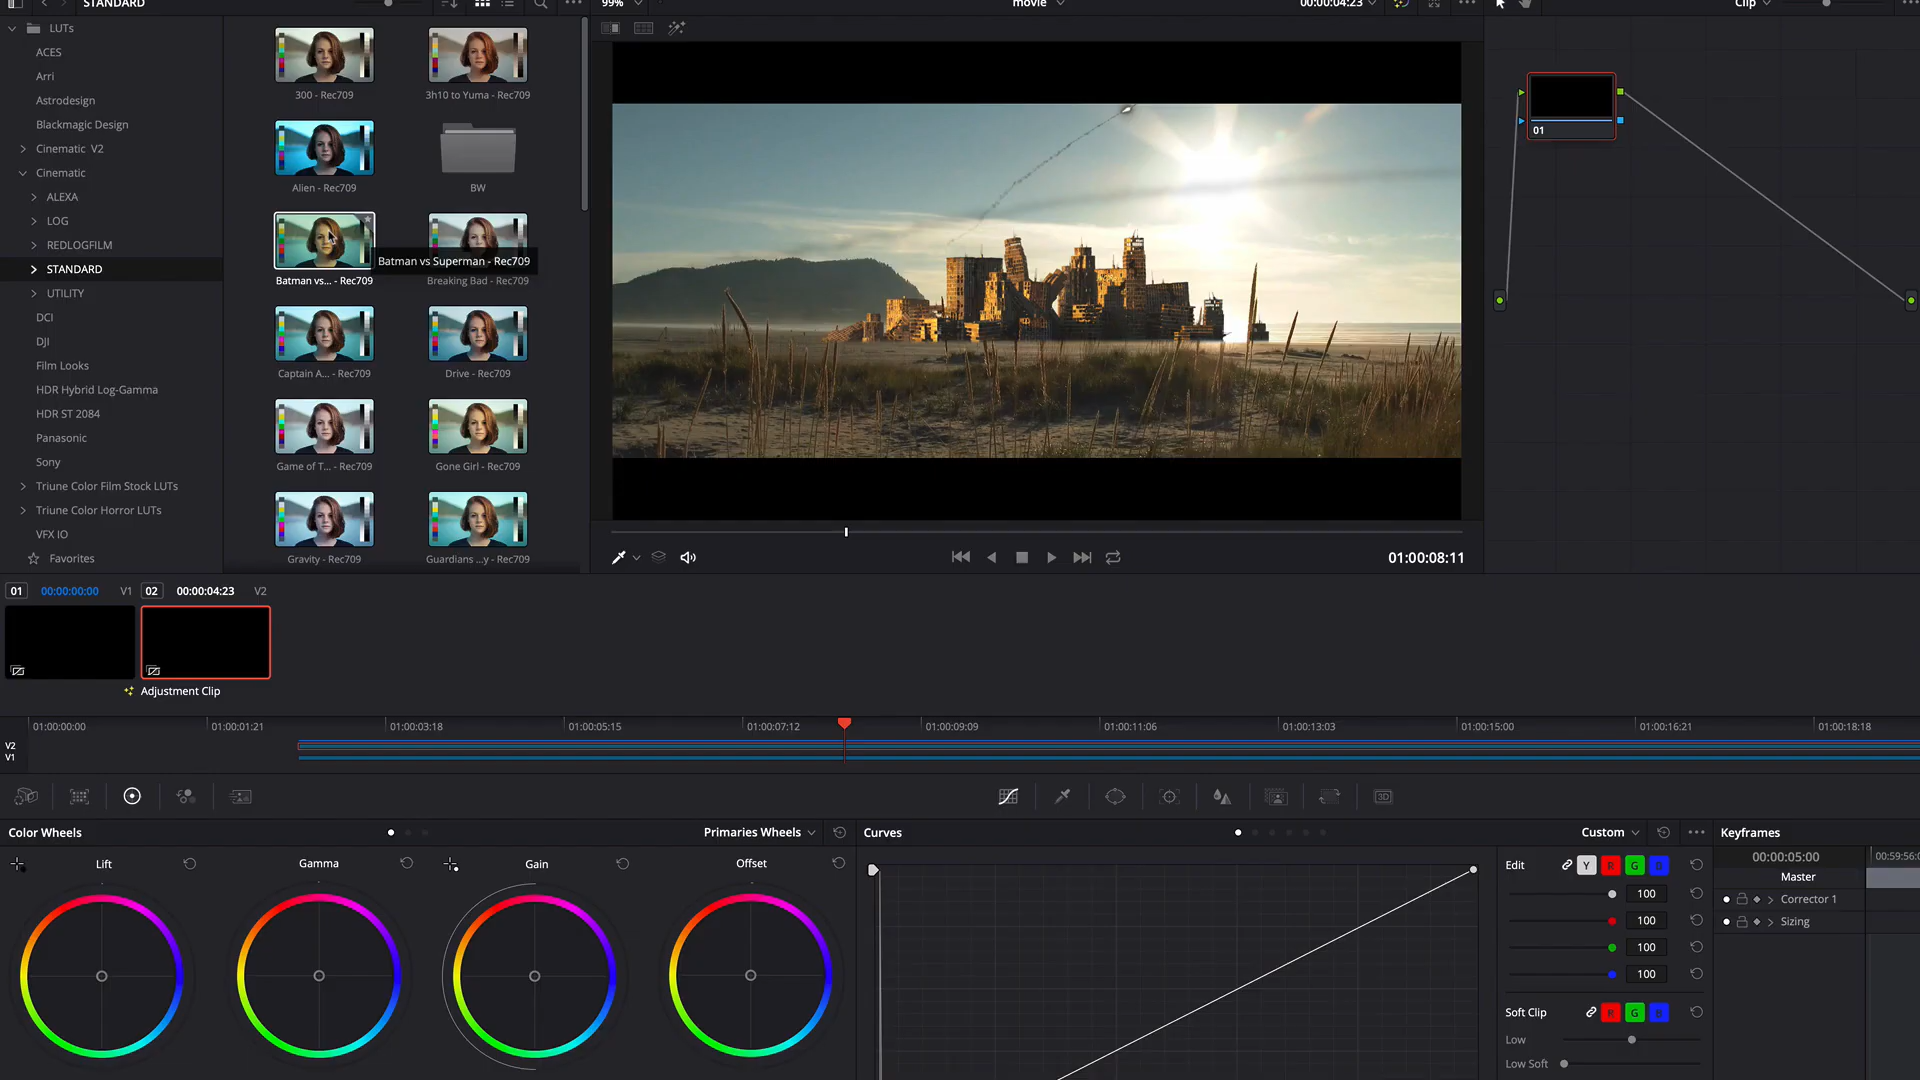 STANDARD
99%
movie
00:00:04:23
Clip
LUTs
ACES
Arri
Astrodesign
Blackmagic Design
Cinematic V2
Cinematic
ALEXA
LOG
REDLOGFILM
STANDARD
UTILITY
DCI
DJI
Film Looks
HDR Hybrid Log-Gamma
HDR ST 2084
Panasonic
Sony
Triune Color Film Stock LUTs
Triune Color Horror LUTs
VFX IO
Favorites
300 - Rec709
3h10 to Yuma - Rec709
Alien - Rec709
BW
Batman vs Superman - Rec709
Batman vs... - Rec709
Breaking Bad - Rec709
Captain A... - Rec709
Drive - Rec709
Game of T... - Rec709
Gone Girl - Rec709
Gravity - Rec709
Guardians ...y - Rec709
01
01:00:08:11
01 00:00:00:00 V1 02 00:00:04:23 V2
Adjustment Clip
01:00:00:00 01:00:01:21 01:00:03:18 01:00:05:15 01:00:07:12 01:00:09:09 01:00:11:06 01:00:13:03 01:00:15:00 01:00:16:21 01:00:18:18
V2
V1
Color Wheels
Primaries Wheels
Lift
Gamma
Gain
Offset
Curves
Custom
Edit Y R G B
100
100
100
100
Soft Clip R G B
Low
Low Soft
Keyframes
00:00:05:00 00:59:56:0
Master
Corrector 1
Sizing